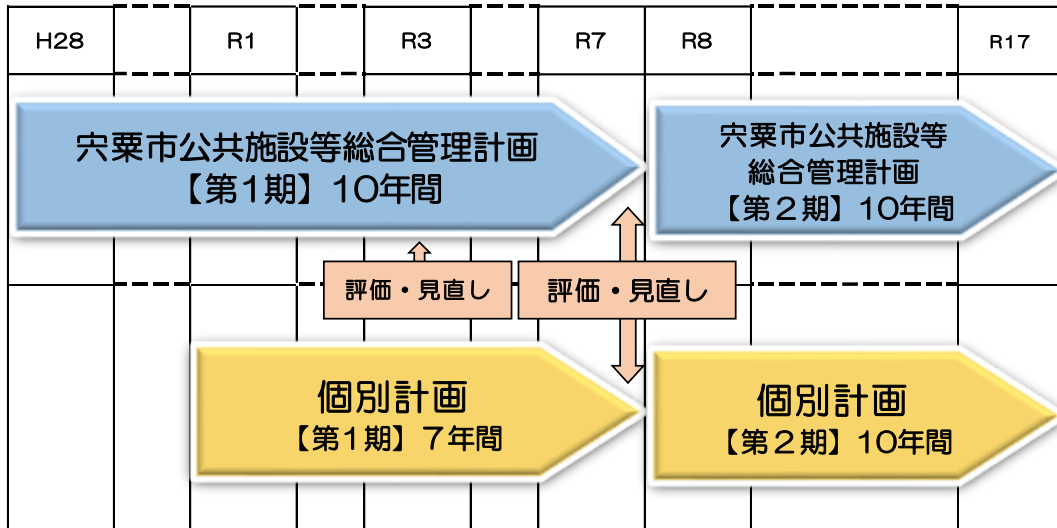 H28
R1
R3
R7
R8
R17
宍粟市公共施設等総合管理計画
【第1期】10年間
宍粟市公共施設等
総合管理計画
【第２期】10年間
評価・見直し
評価・見直し
個別計画
【第1期】７年間
個別計画
【第２期】10年間